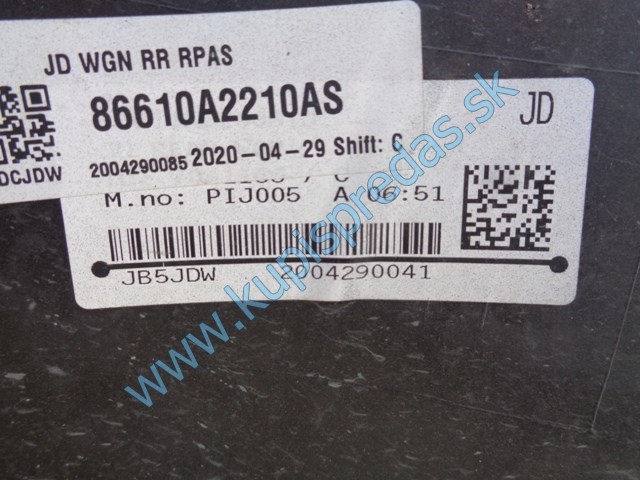 JD WGN RR RPAS
86610A2210AS
DCJDW
2004290085 2020-04-29 Shift: C
JD
M.no: PIJ005 A 06:51
JB5JDW 2004290041
www.kupispredas.sk